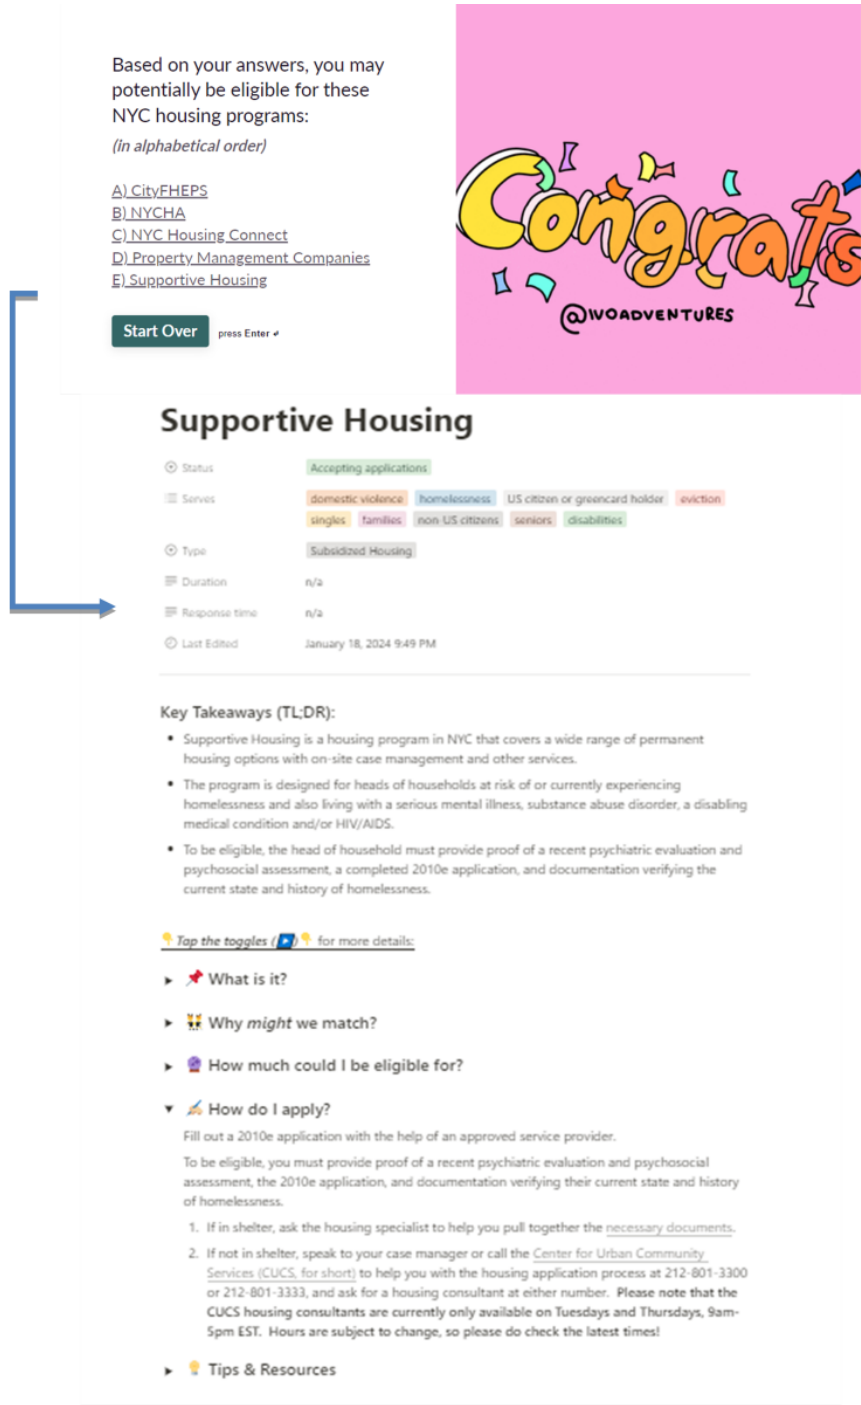 Based on your answers, you may
potentially be eligible for these
NYC housing programs:
(in alphabetical order)
A) CityFHEPS
B) NYCHA
C) NYC Housing Connect
D) Property Management Companies
E) Supportive Housing
Start Over press Enter ↵
Congrats
@IVOADVENTURES
Supportive Housing
Status Accepting applications
Serves domestic violence homelessness US citizen or greencard holder eviction
singles families non-US citizens seniors disabilities
Type Subsidized Housing
Duration n/a
Response time n/a
Last Edited January 18, 2024 9:49 PM
Key Takeaways (TL;DR):
• Supportive Housing is a housing program in NYC that covers a wide range of permanent
housing options with on-site case management and other services.
• The program is designed for heads of households at risk of or currently experiencing
homelessness and also living with a serious mental illness, substance abuse disorder, a disabling
medical condition and/or HIV/AIDS.
• To be eligible, the head of household must provide proof of a recent psychiatric evaluation and
psychosocial assessment, a completed 2010e application, and documentation verifying the
current state and history of homelessness.
👇Tap the toggles (▶️)👇 for more details:
What is it?
Why might we match?
How much could I be eligible for?
How do I apply?
Fill out a 2010e application with the help of an approved service provider.
To be eligible, you must provide proof of a recent psychiatric evaluation and psychosocial
assessment, the 2010e application, and documentation verifying their current state and history
of homelessness.
1. If in shelter, ask the housing specialist to help you pull together the necessary documents.
2. If not in shelter, speak to your case manager or call the Center for Urban Community
Services (CUCS, for short) to help you with the housing application process at 212-801-3300
or 212-801-3333, and ask for a housing consultant at either number. Please note that the
CUCS housing consultants are currently only available on Tuesdays and Thursdays, 9am-
5pm EST. Hours are subject to change, so please do check the latest times!
Tips & Resources